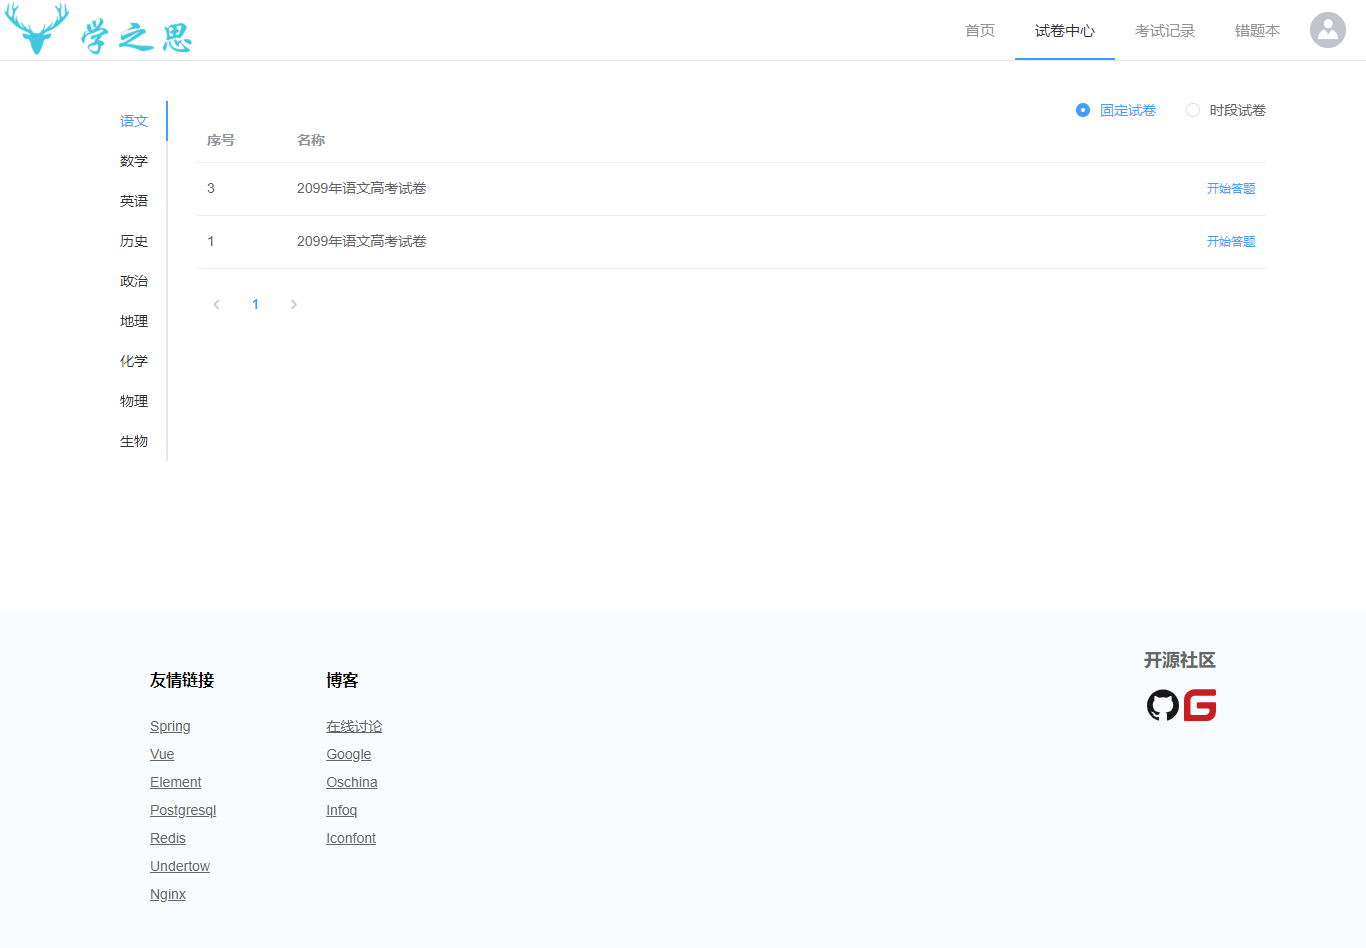 学之思
首页 试卷中心 考试记录 错题本
固定试卷 时段试卷
语文
数学
英语
历史
政治
地理
化学
物理
生物
序号 名称
3 2099年语文高考试卷 开始答题
1 2099年语文高考试卷 开始答题
1
友情链接
Spring
Vue
Element
Postgresql
Redis
Undertow
Nginx
博客
在线讨论
Google
Oschina
Infoq
Iconfont
开源社区
G